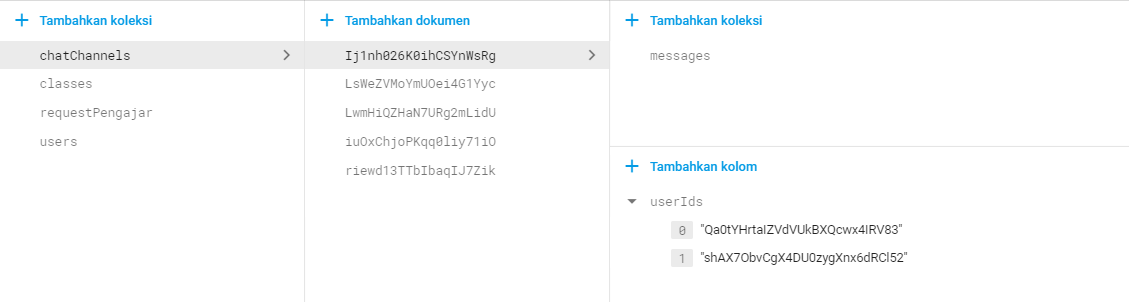 Tambahkan koleksi
chatChannels
classes
requestPengajar
users
Tambahkan dokumen
Ij1nh026K0ihCSYnWsRg
LsWeZVMoYmUOei4G1Yyc
LwmHiQZHaN7URg2mLidU
iuOxChjoPKqq0liy71iO
riewd13TTbIbaqIJ7Zik
Tambahkan koleksi
messages
Tambahkan kolom
userIds
0 "Qa0tYHrtaIZVdVUkBXQcwx4IRV83"
1 "shAX7ObvCgX4DU0zygXnx6dRCl52"